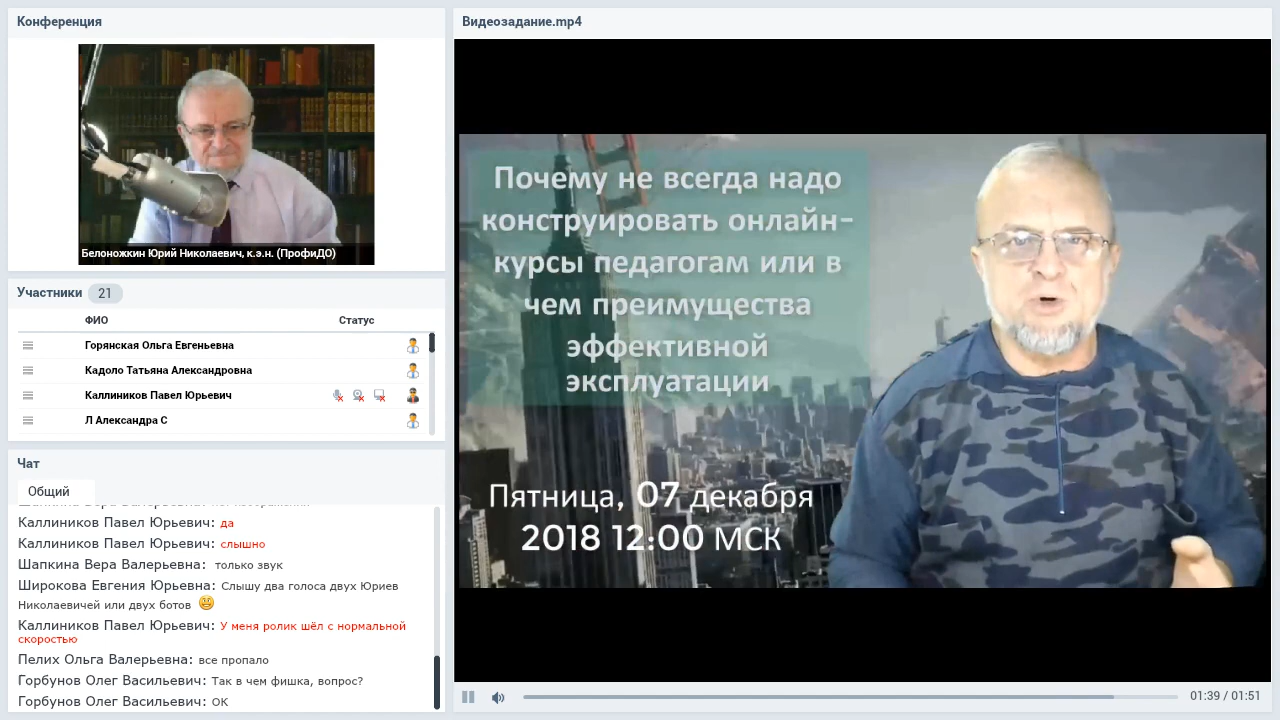 Конференция
Белоножкин Юрий Николаевич, к.э.н. (ПрофиДО)
Участники 21
ФИО Статус
Горянская Ольга Евгеньевна
Кадоло Татьяна Александровна
Каллиников Павел Юрьевич
Л Александра С
Чат
Общий
Каллиников Павел Юрьевич: да
Каллиников Павел Юрьевич: слышно
Шапкина Вера Валерьевна: только звук
Широкова Евгения Юрьевна: Слышу два голоса двух Юриев
Николаевичей или двух ботов
Каллиников Павел Юрьевич: У меня ролик шёл с нормальной
скоростью
Пелих Ольга Валерьевна: все пропало
Горбунов Олег Васильевич: Так в чем фишка, вопрос?
Горбунов Олег Васильевич: ОК
Видеозадание.mp4
Почему не всегда надо
конструировать онлайн-
курсы педагогам или в
чем преимущества
эффективной
эксплуатации
Пятница, 07 декабря
2018 12:00 МСК
01:39 / 01:51